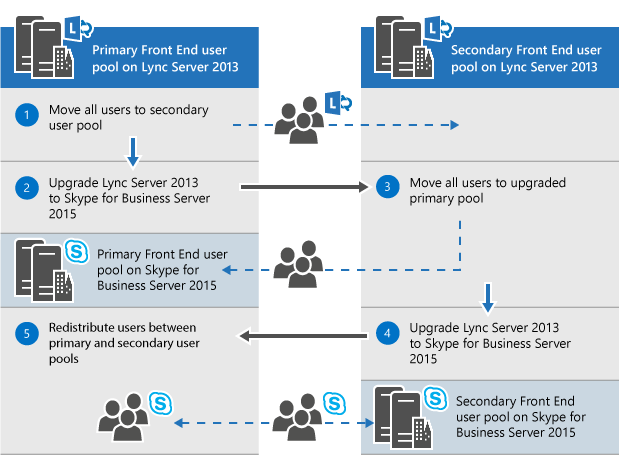 Primary Front End user
pool on Lync Server 2013
Secondary Front End user
pool on Lync Server 2013
1 Move all users to secondary
user pool
2 Upgrade Lync Server 2013
to Skype for Business Server
2015
3 Move all users to upgraded
primary pool
Primary Front End user
pool on Skype for
Business Server 2015
4 Upgrade Lync Server 2013
to Skype for Business Server
2015
5 Redistribute users between
primary and secondary user
pools
Secondary Front End
user pool on Skype for
Business Server 2015